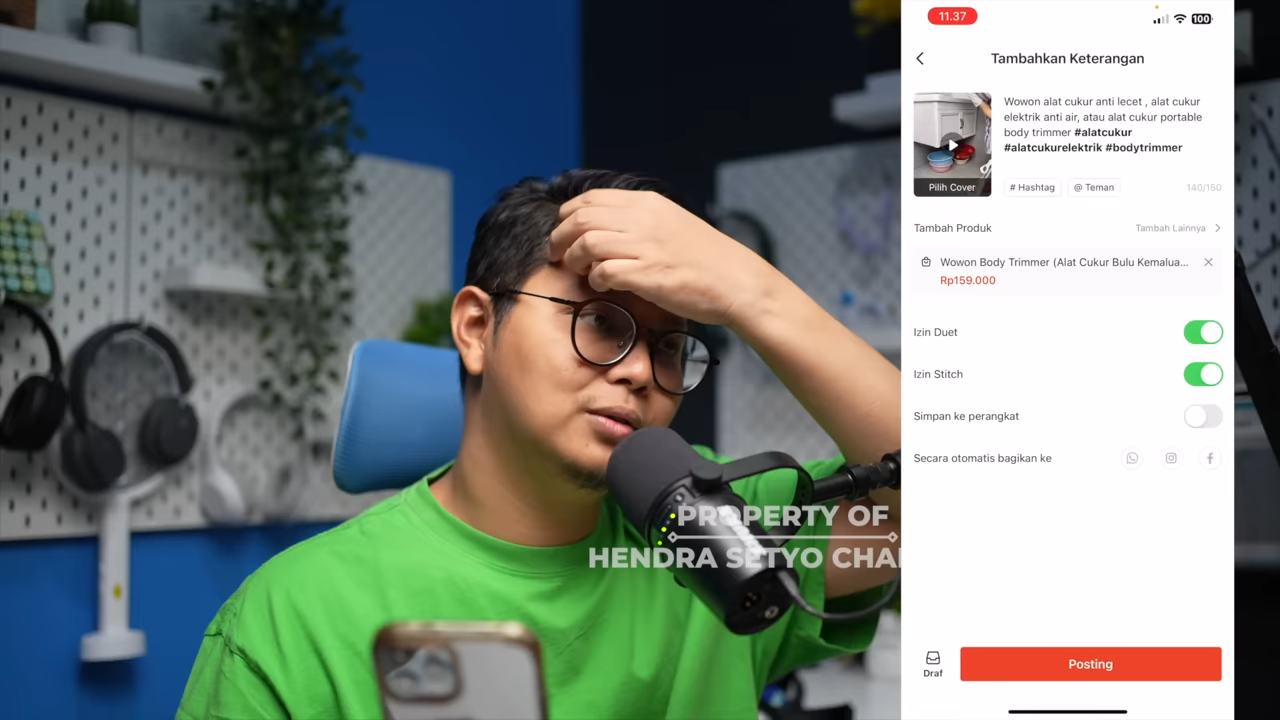 11.37
100
Tambahkan Keterangan
Wowon alat cukur anti lecet , alat cukur
elektrik anti air, atau alat cukur portable
body trimmer #alatcukur
#alatcukurelektrik #bodytrimmer
Pilih Cover
# Hashtag
@ Teman
140/150
Tambah Produk
Tambah Lainnya
Wowon Body Trimmer (Alat Cukur Bulu Kemalua...
Rp159.000
Izin Duet
Izin Stitch
Simpan ke perangkat
Secara otomatis bagikan ke
PROPERTY OF
HENDRA SETYO CHA
Draf
Posting